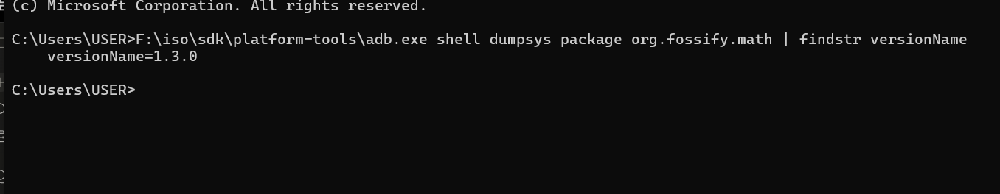 (c) Microsoft Corporation. All rights reserved.
C:\Users\USER>F:\iso\sdk\platform-tools\adb.exe shell dumpsys package org.fossify.math | findstr versionName
versionName=1.3.0
C:\Users\USER>